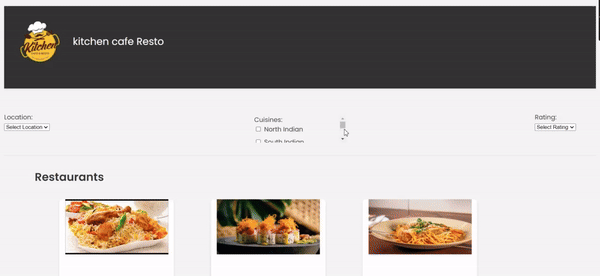 Kitchen
kitchen cafe Resto
Location:
Select Location
Cuisines:
North Indian
South Indian
Rating:
Select Rating
Restaurants